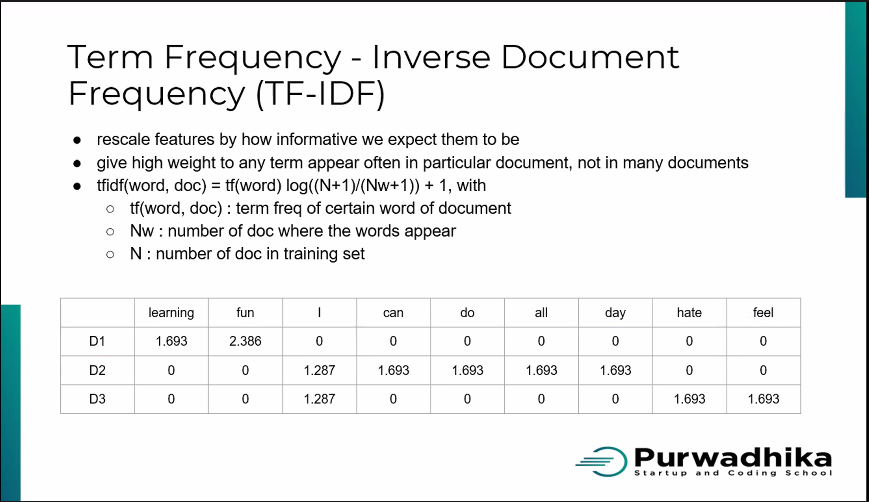 Term Frequency - Inverse Document
Frequency (TF-IDF)
● rescale features by how informative we expect them to be
● give high weight to any term appear often in particular document, not in many documents
● tfidf(word, doc) = tf(word) log((N+1)/(Nw+1)) + 1, with
○ tf(word, doc) : term freq of certain word of document
○ Nw : number of doc where the words appear
○ N : number of doc in training set
learning fun I can do all day hate feel
D1 1.693 2.386 0 0 0 0 0 0 0
D2 0 0 1.287 1.693 1.693 1.693 1.693 0 0
D3 0 0 1.287 0 0 0 0 1.693 1.693
Purwadhika
Startup and Coding School